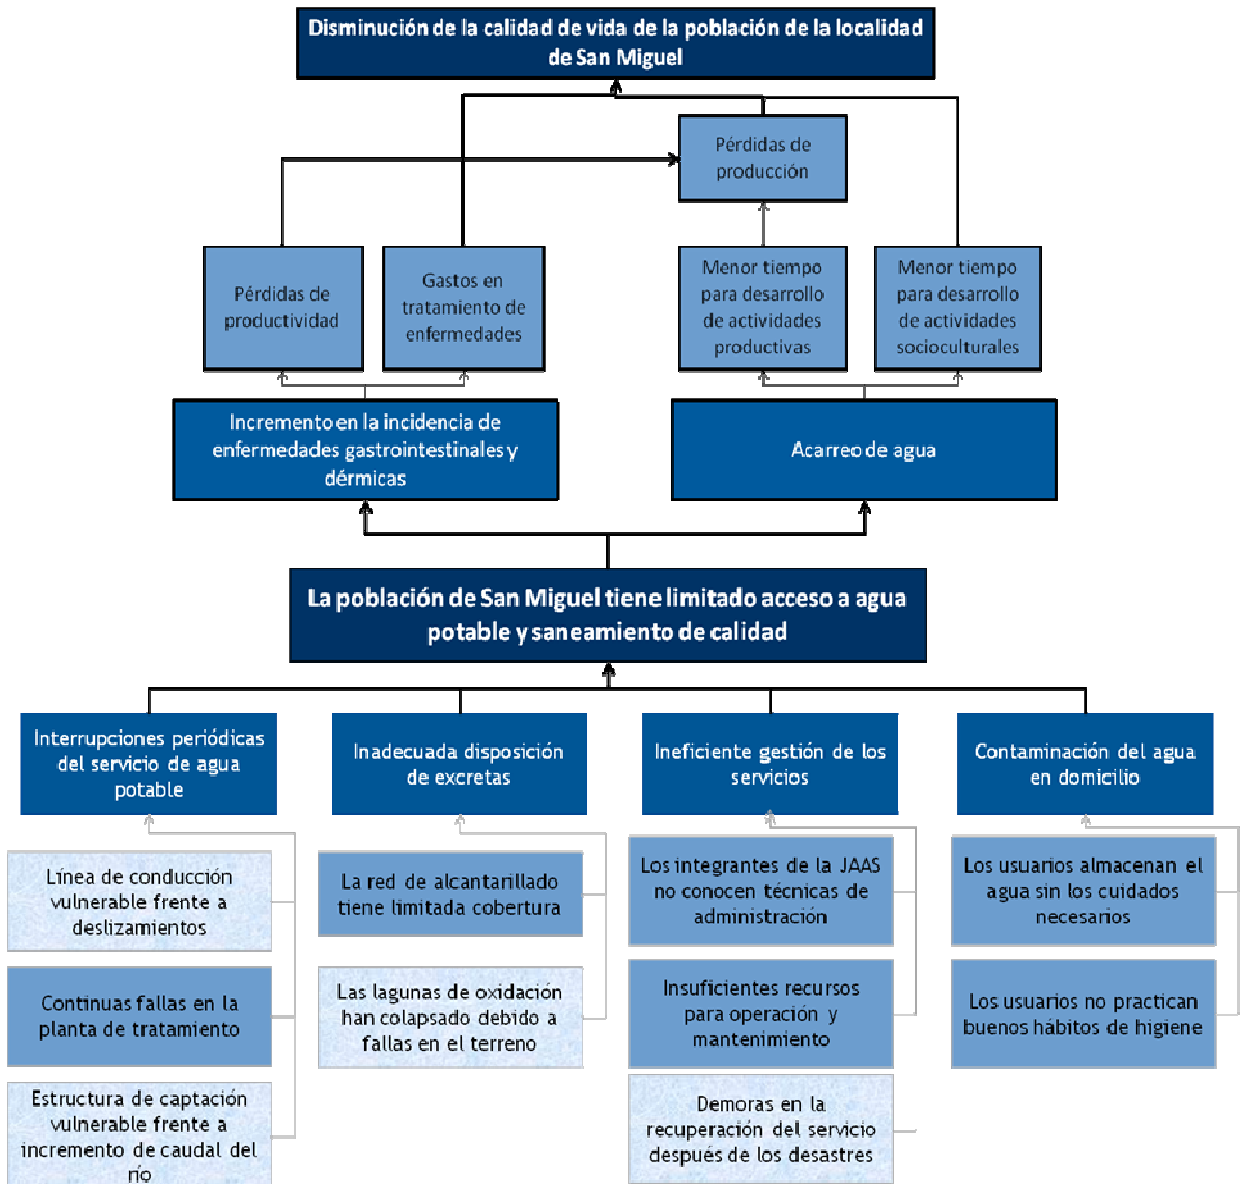 Disminución de la calidad de vida de la población de la localidad
de San Miguel
Pérdidas de
producción
Pérdidas de
productividad
Gastos en
tratamiento de
enfermedades
Menor tiempo
para desarrollo
de actividades
productivas
Menor tiempo
para desarrollo
de actividades
socioculturales
Incremento en la incidencia de
enfermedades gastrointestinales y
dérmicas
Acarreo de agua
La población de San Miguel tiene limitado acceso a agua
potable y saneamiento de calidad
Interrupciones periódicas
del servicio de agua
potable
Inadecuada disposición
de excretas
Ineficiente gestión de los
servicios
Contaminación del agua
en domicilio
Línea de conducción
vulnerable frente a
deslizamientos
La red de alcantarillado
tiene limitada cobertura
Los integrantes de la JAAS
no conocen técnicas de
administración
Los usuarios almacenan el
agua sin los cuidados
necesarios
Continuas fallas en la
planta de tratamiento
Las lagunas de oxidación
han colapsado debido a
fallas en el terreno
Insuficientes recursos
para operación y
mantenimiento
Los usuarios no practican
buenos hábitos de higiene
Estructura de captación
vulnerable frente a
incremento de caudal del
río
Demoras en la
recuperación del servicio
después de los desastres